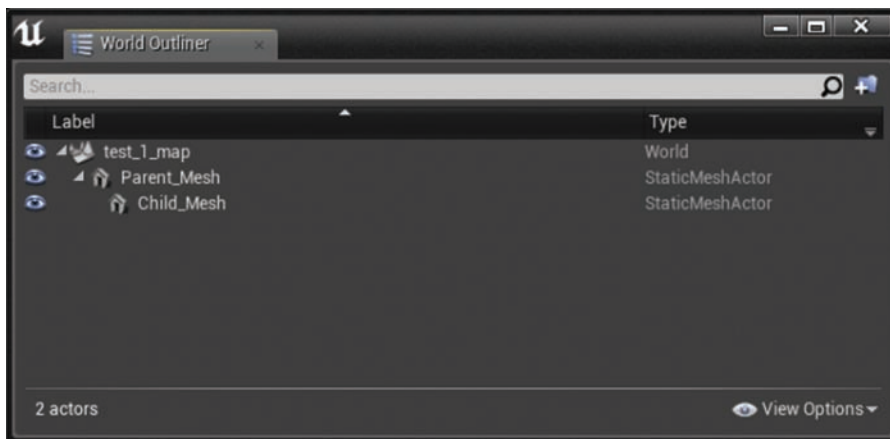 World Outliner
Search...
Label Type
test_1_map World
Parent_Mesh StaticMeshActor
Child_Mesh StaticMeshActor
2 actors View Options